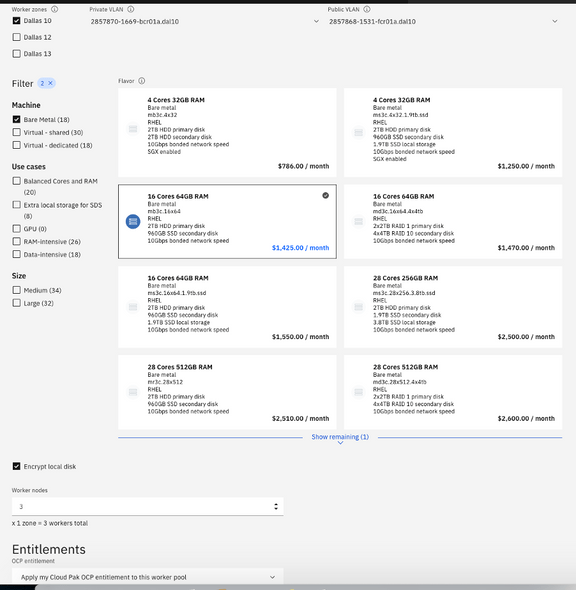 Worker zones
Private VLAN
Public VLAN
Dallas 10
2857870-1669-bcr01a.dal10
2857868-1531-fcr01a.dal10
Dallas 12
Dallas 13
Filter 2 ×
Flavor
Machine
Bare Metal (18)
Virtual - shared (30)
Virtual - dedicated (18)
Use cases
Balanced Cores and RAM
(20)
Extra local storage for SDS
(8)
GPU (0)
RAM-intensive (26)
Data-intensive (18)
Size
Medium (34)
Large (32)
4 Cores 32GB RAM
Bare metal
mb3c.4x32
RHEL
2TB HDD primary disk
2TB HDD secondary disk
10Gbps bonded network speed
SGX enabled
$786.00 / month
4 Cores 32GB RAM
Bare metal
ms3c.4x32.1.9tb.ssd
RHEL
2TB HDD primary disk
960GB SSD secondary disk
1.9TB SSD local storage
10Gbps bonded network speed
SGX enabled
$1,250.00 / month
16 Cores 64GB RAM
Bare metal
mb3c.16x64
RHEL
2TB HDD primary disk
960GB SSD secondary disk
10Gbps bonded network speed
$1,425.00 / month
16 Cores 64GB RAM
Bare metal
md3c.16x64.4x4tb
RHEL
2x2TB RAID 1 primary disk
4x4TB RAID 10 secondary disk
10Gbps bonded network speed
$1,470.00 / month
16 Cores 64GB RAM
Bare metal
ms3c.16x64.1.9tb.ssd
RHEL
2TB HDD primary disk
960GB SSD secondary disk
1.9TB SSD local storage
10Gbps bonded network speed
$1,550.00 / month
28 Cores 256GB RAM
Bare metal
ms3c.28x256.3.8tb.ssd
RHEL
2TB HDD primary disk
1.9TB SSD secondary disk
3.8TB SSD local storage
10Gbps bonded network speed
$2,500.00 / month
28 Cores 512GB RAM
Bare metal
mr3c.28x512
RHEL
2TB HDD primary disk
960GB SSD secondary disk
10Gbps bonded network speed
$2,510.00 / month
28 Cores 512GB RAM
Bare metal
md3c.28x512.4x4tb
RHEL
2x2TB RAID 1 primary disk
4x4TB RAID 10 secondary disk
10Gbps bonded network speed
$2,600.00 / month
Show remaining (1)
Encrypt local disk
Worker nodes
3
x 1 zone = 3 workers total
Entitlements
OCP entitlement
Apply my Cloud Pak OCP entitlement to this worker pool